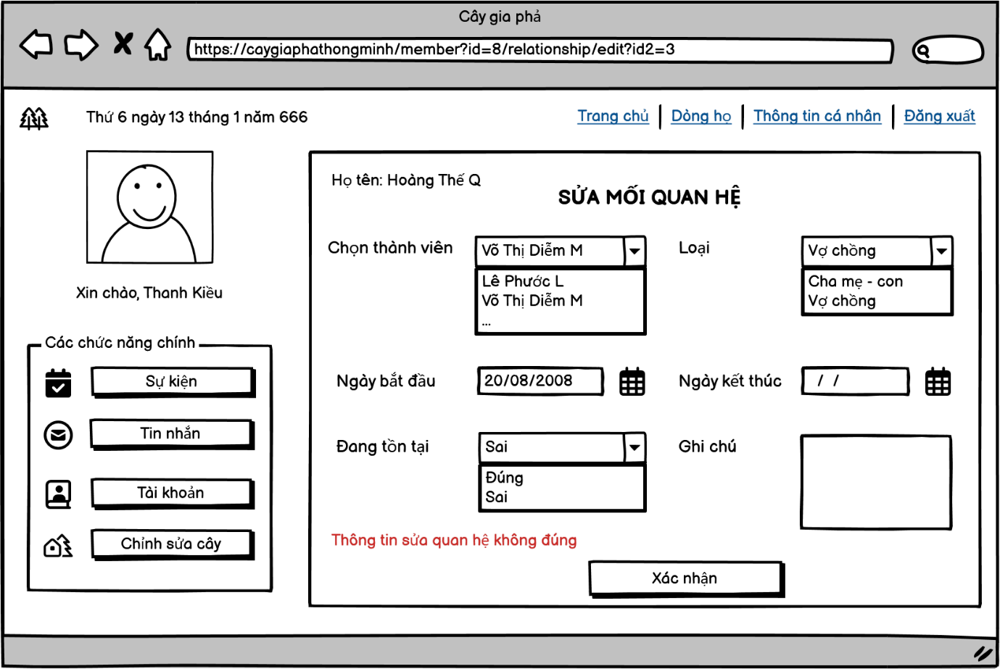 Cây gia phả
https://caygiaphathongminh/member?id=8/relationship/edit?id2=3
Thứ 6 ngày 13 tháng 1 năm 666
Trang chủ
Dòng họ
Thông tin cá nhân
Đăng xuất
Xin chào, Thanh Kiều
Các chức năng chính
Sự kiện
Tin nhắn
Tài khoản
Chỉnh sửa cây
Họ tên: Hoàng Thế Q
SỬA MỐI QUAN HỆ
Chọn thành viên
Võ Thị Diễm M
Lê Phước L
Võ Thị Diễm M
...
Loại
Vợ chồng
Cha mẹ - con
Vợ chồng
Ngày bắt đầu
20/08/2008
Ngày kết thúc
/ /
Đang tồn tại
Sai
Đúng
Sai
Ghi chú
Thông tin sửa quan hệ không đúng
Xác nhận